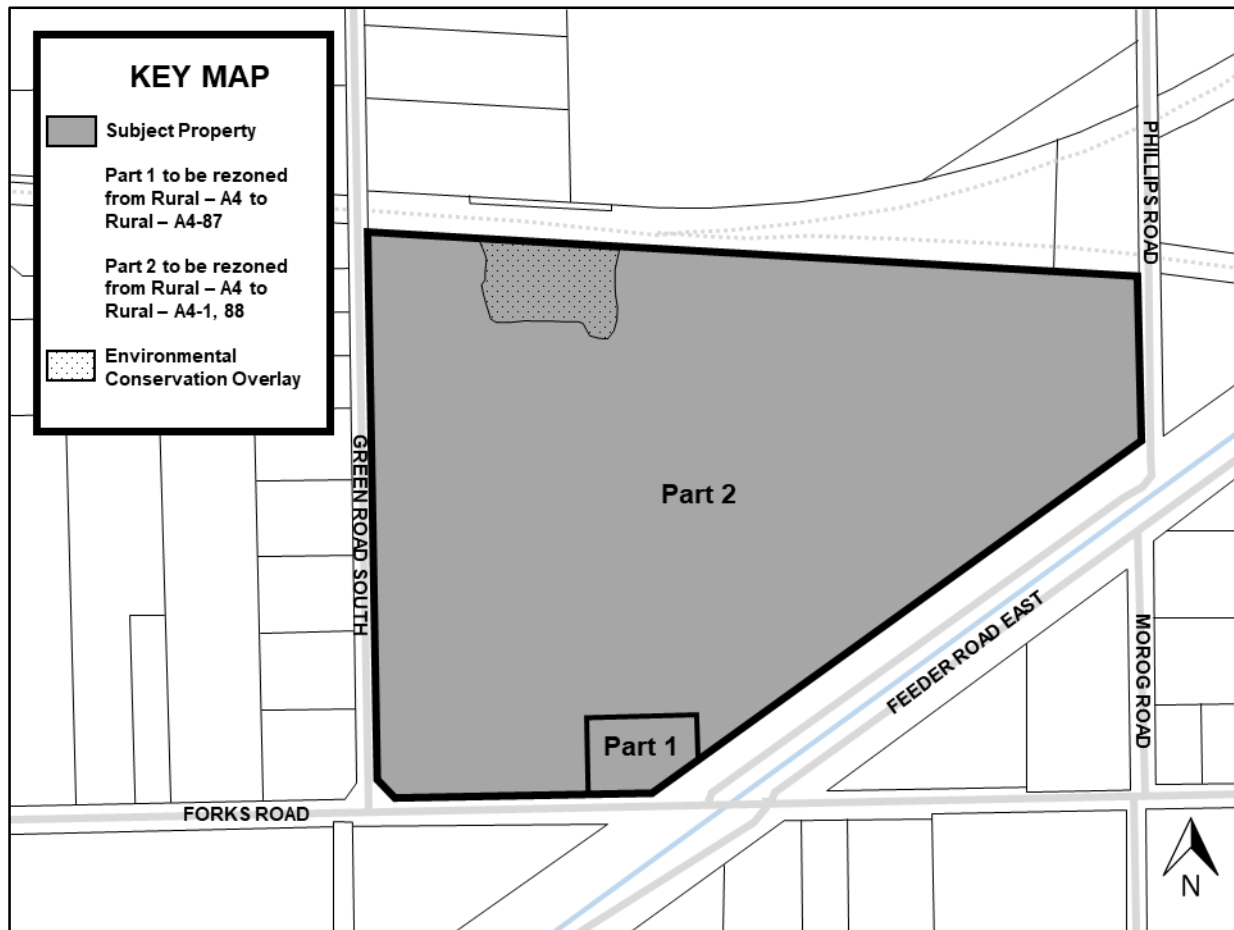 KEY MAP
Subject Property
Part 1 to be rezoned
from Rural – A4 to
Rural – A4-87
Part 2 to be rezoned
from Rural – A4 to
Rural – A4-1, 88
Environmental
Conservation Overlay
PHILLIPS ROAD
GREEN ROAD SOUTH
Part 2
FEEDER ROAD EAST
MOROG ROAD
Part 1
FORKS ROAD
N